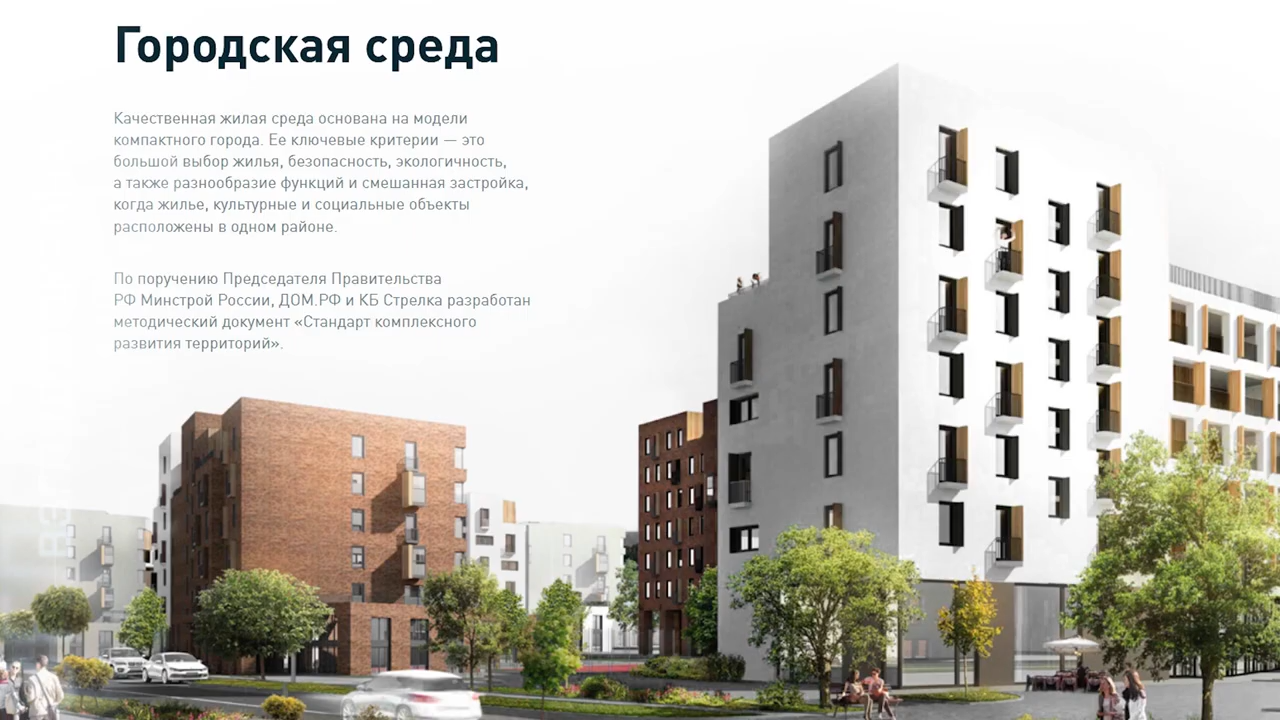 Городская среда
Качественная жилая среда основана на модели
компактного города. Ее ключевые критерии — это
большой выбор жилья, безопасность, экологичность,
а также разнообразие функций и смешанная застройка,
когда жилье, культурные и социальные объекты
расположены в одном районе.
По поручению Председателя Правительства
РФ Минстрой России, ДОМ.РФ и КБ Стрелка разработан
методический документ «Стандарт комплексного
развития территорий».